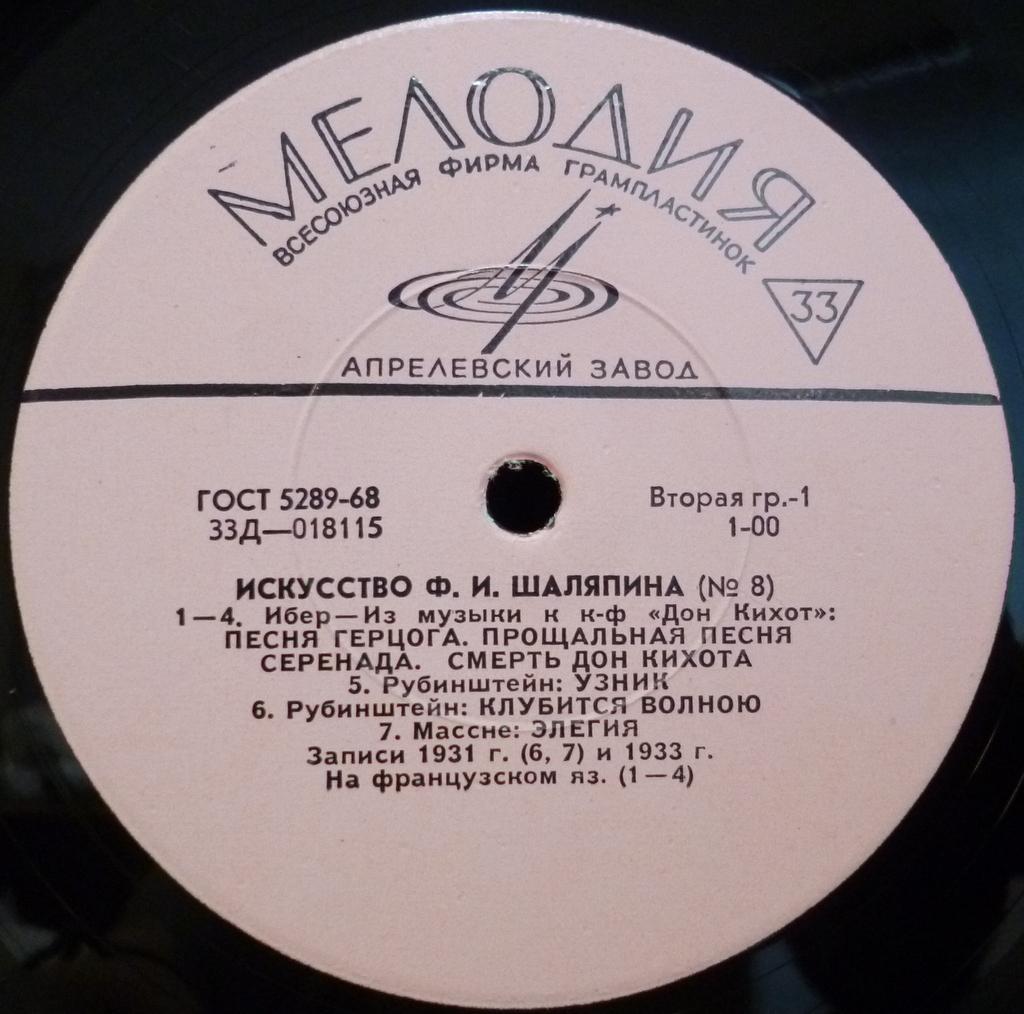 МЕЛОДИЯ
ВСЕСОЮЗНАЯ ФИРМА ГРАМПЛАСТИНОК
33
АПРЕЛЕВСКИЙ ЗАВОД
ГОСТ 5289-68
33Д—018115
Вторая гр.-1
1-00
ИСКУССТВО Ф. И. ШАЛЯПИНА (№ 8)
1—4. Ибер—Из музыки к к-ф «Дон Кихот»:
ПЕСНЯ ГЕРЦОГА. ПРОЩАЛЬНАЯ ПЕСНЯ
СЕРЕНАДА. СМЕРТЬ ДОН КИХОТА
5. Рубинштейн: УЗНИК
6. Рубинштейн: КЛУБИТСЯ ВОЛНОЮ
7. Массне: ЭЛЕГИЯ
Записи 1931 г. (6, 7) и 1933 г.
На французском яз. (1—4)